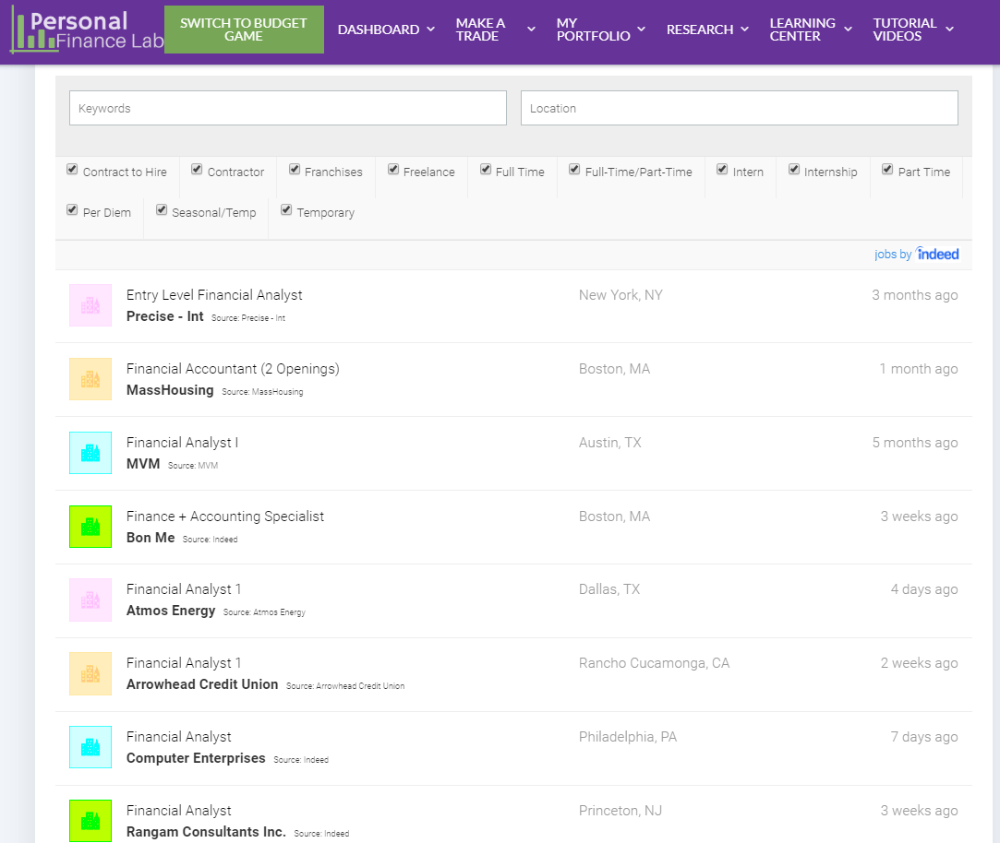 Personal
Finance Lab
SWITCH TO BUDGET
GAME
DASHBOARD
MAKE A
TRADE
MY
PORTFOLIO
RESEARCH
LEARNING
CENTER
TUTORIAL
VIDEOS
Keywords
Location
Contract to Hire Contractor Franchises Freelance Full Time Full-Time/Part-Time Intern Internship Part Time
Per Diem Seasonal/Temp Temporary
jobs by indeed
Entry Level Financial Analyst New York, NY 3 months ago
Precise - Int Source: Precise - Int
Financial Accountant (2 Openings) Boston, MA 1 month ago
MassHousing Source: MassHousing
Financial Analyst I Austin, TX 5 months ago
MVM Source: MVM
Finance + Accounting Specialist Boston, MA 3 weeks ago
Bon Me Source: Indeed
Financial Analyst 1 Dallas, TX 4 days ago
Atmos Energy Source: Atmos Energy
Financial Analyst 1 Rancho Cucamonga, CA 2 weeks ago
Arrowhead Credit Union Source: Arrowhead Credit Union
Financial Analyst Philadelphia, PA 7 days ago
Computer Enterprises Source: Indeed
Financial Analyst Princeton, NJ 3 weeks ago
Rangam Consultants Inc. Source: Indeed